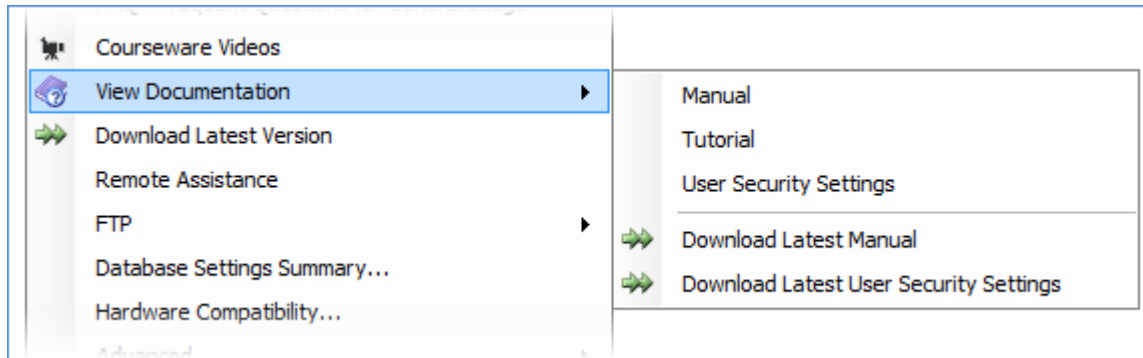 Courseware Videos
View Documentation
Download Latest Version
Remote Assistance
FTP
Database Settings Summary...
Hardware Compatibility...
Advanced
Manual
Tutorial
User Security Settings
Download Latest Manual
Download Latest User Security Settings